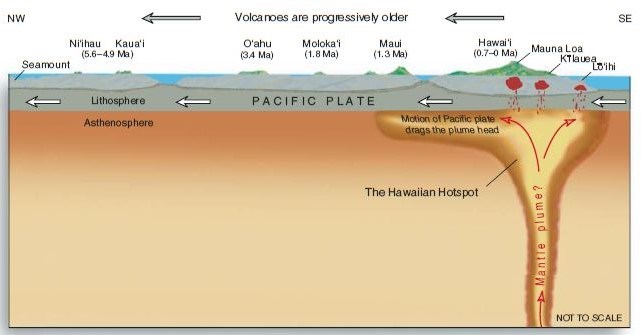 NW
Volcanoes are progressively older
SE
Ni'ihau Kaua'i
(5.6–4.9 Ma)
O'ahu
(3.4 Ma)
Moloka'i
(1.8 Ma)
Maui
(1.3 Ma)
Hawai'i
(0.7–0 Ma)
Mauna Loa
Kīlauea
Lō'ihi
Seamount
Lithosphere
PACIFIC PLATE
Asthenosphere
Motion of Pacific plate
drags the plume head
The Hawaiian Hotspot
Mantle plume?
NOT TO SCALE